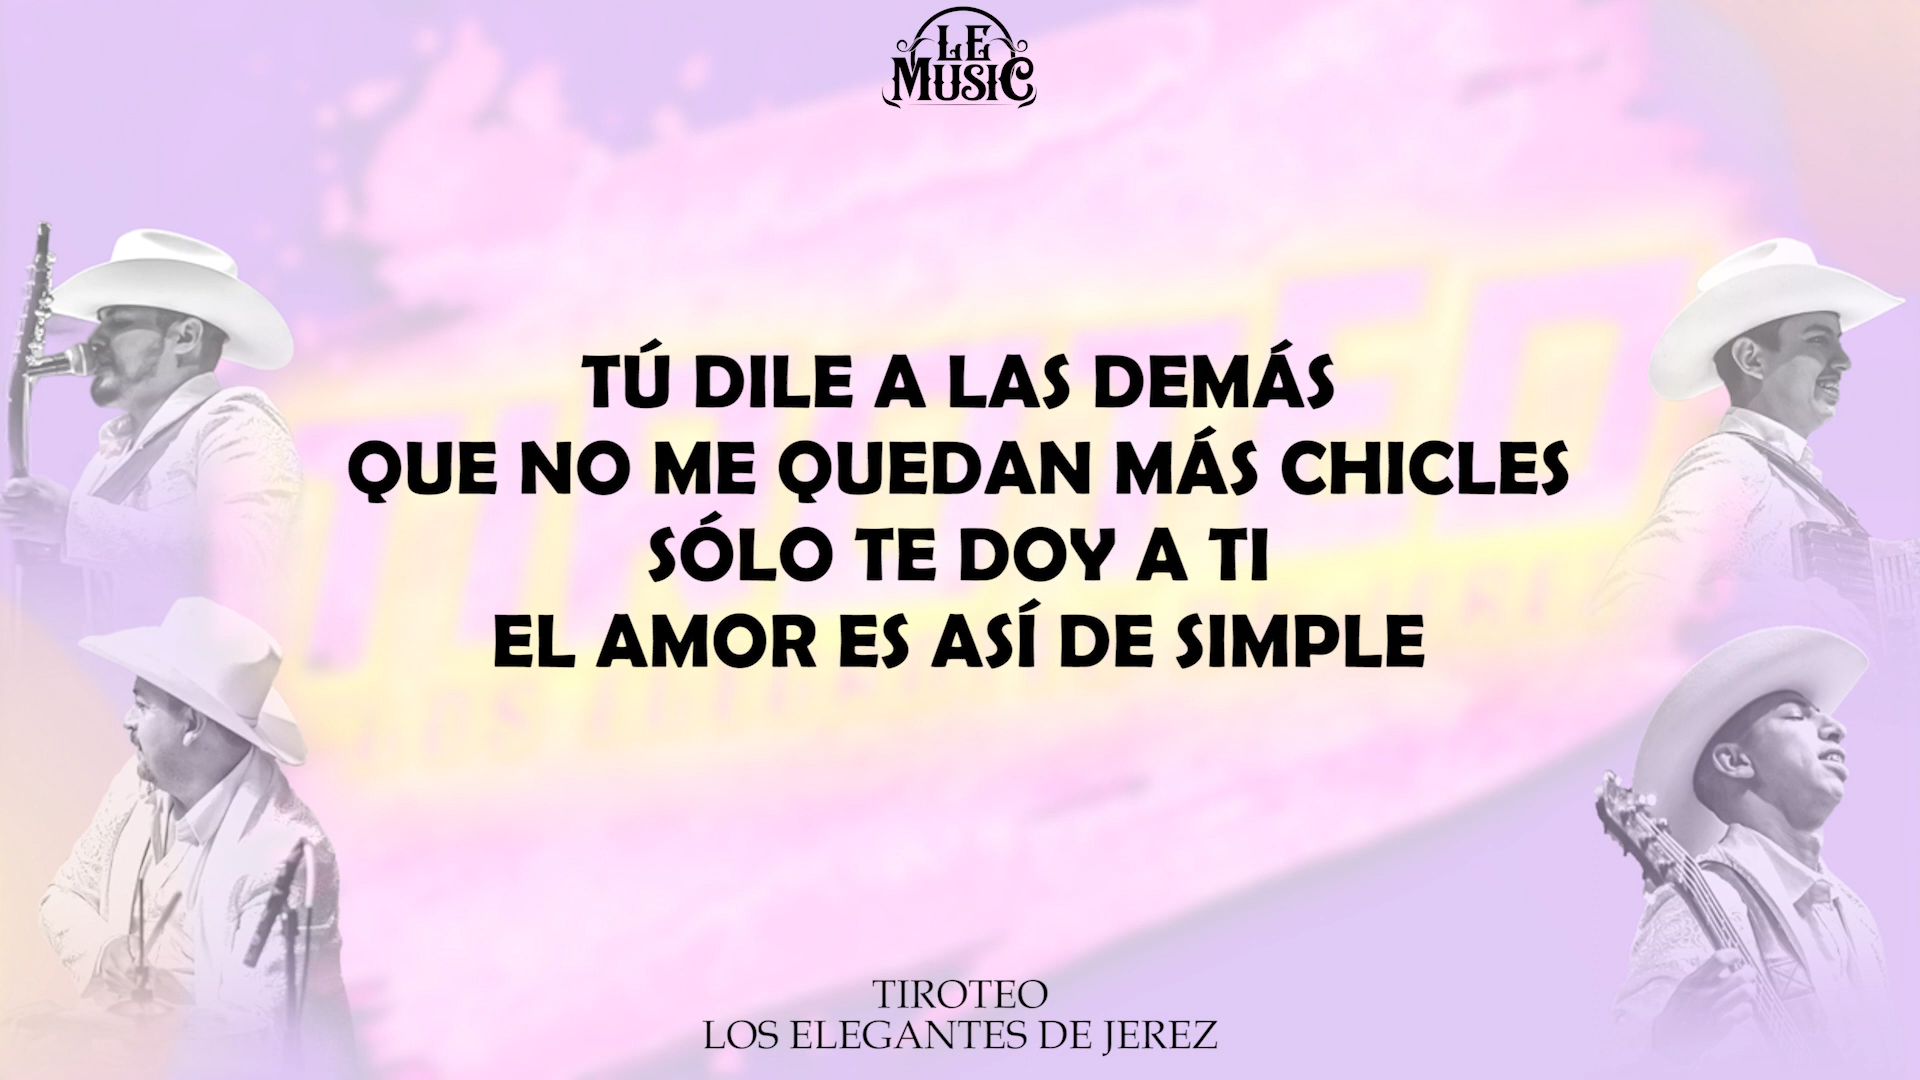 LE
MUSIC
TÚ DILE A LAS DEMÁS
QUE NO ME QUEDAN MÁS CHICLES
SÓLO TE DOY A TI
EL AMOR ES ASÍ DE SIMPLE
TIROTEO
LOS ELEGANTES DE JEREZ